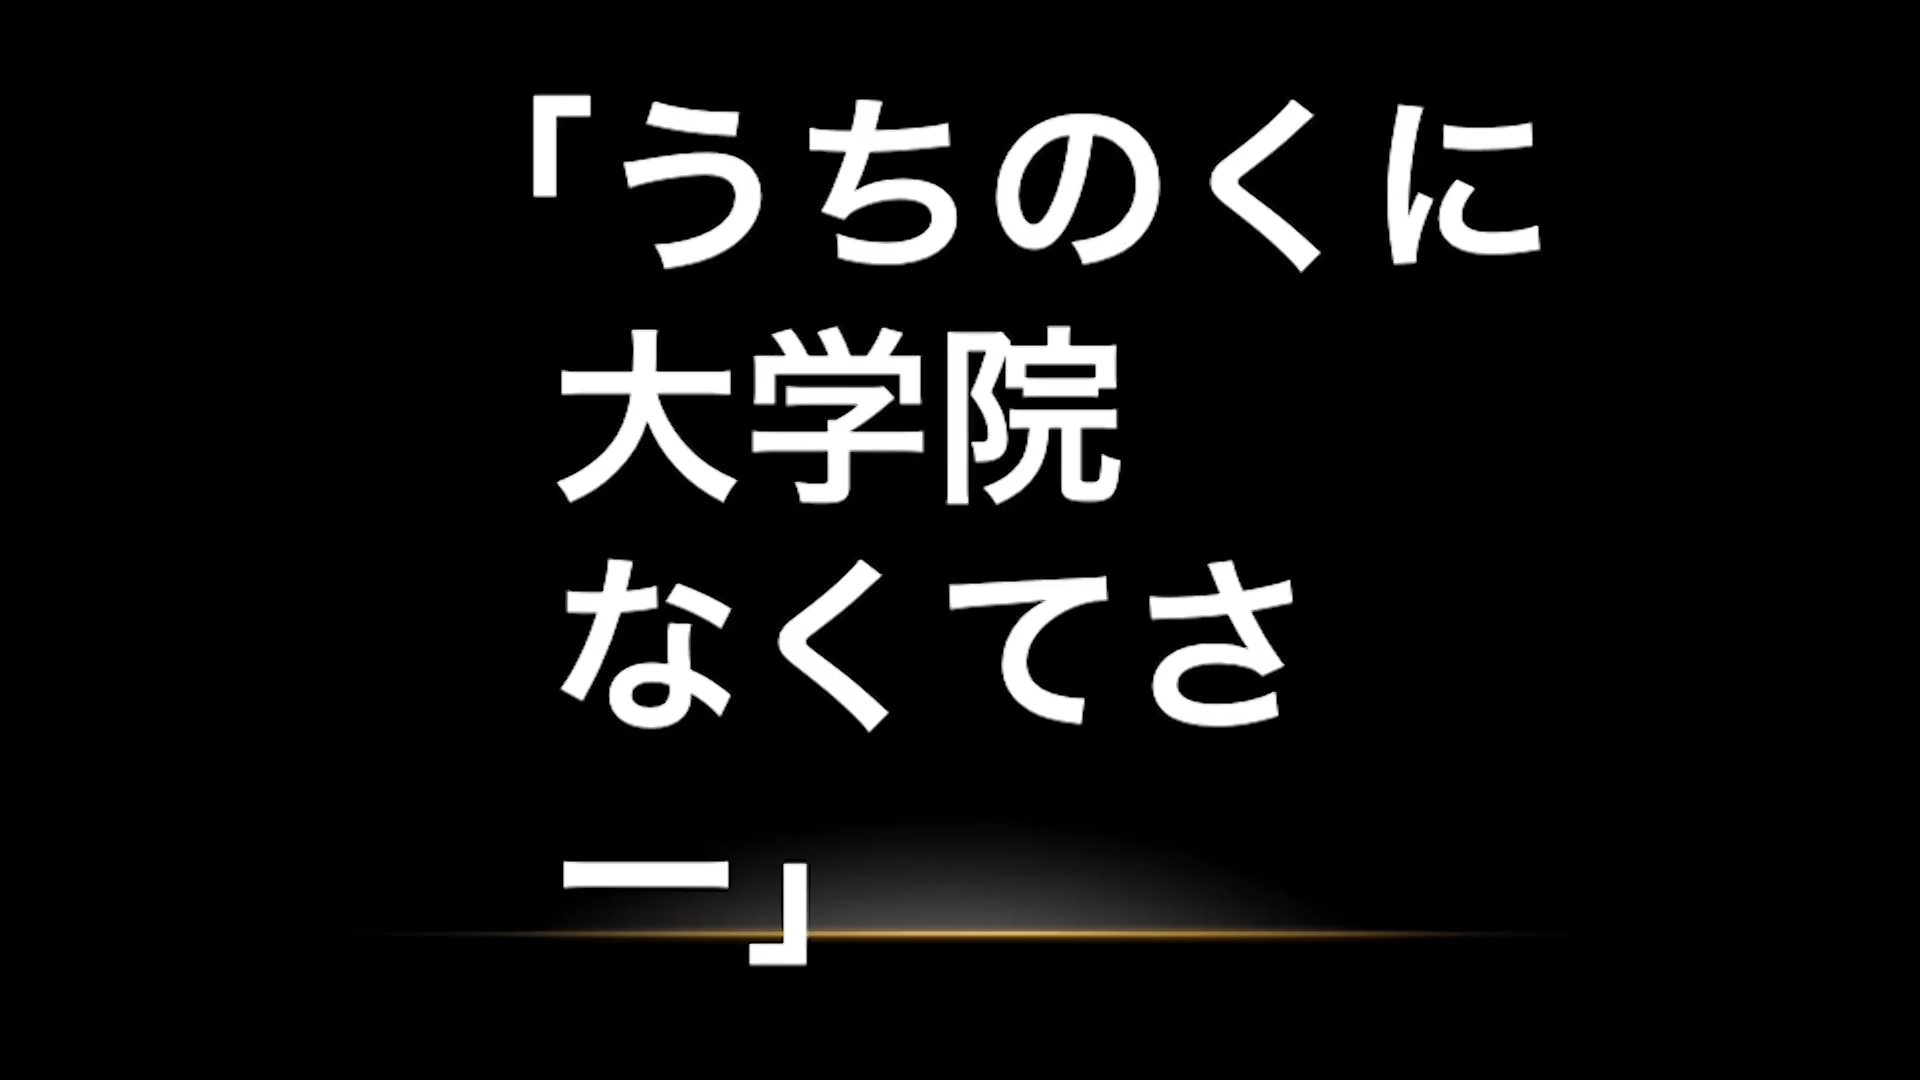 「うちのくに
大学院
なくてさ
ー」